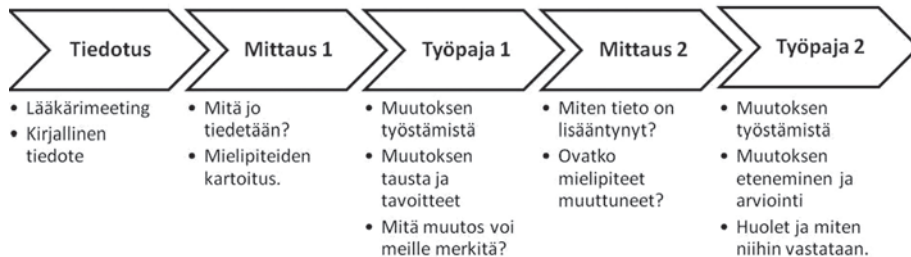 Tiedotus
• Lääkärimeeting
• Kirjallinen
tiedote
Mittaus 1
• Mitä jo
tiedetään?
• Mielipiteiden
kartoitus.
Työpaja 1
• Muutoksen
työstämistä
• Muutoksen
tausta ja
tavoitteet
• Mitä muutos voi
meille merkitä?
Mittaus 2
• Miten tieto on
lisääntynyt?
• Ovatko
mielipiteet
muuttuneet?
Työpaja 2
• Muutoksen
työstämistä
• Muutoksen
eteneminen ja
arviointi
• Huolet ja miten
niihin vastataan.